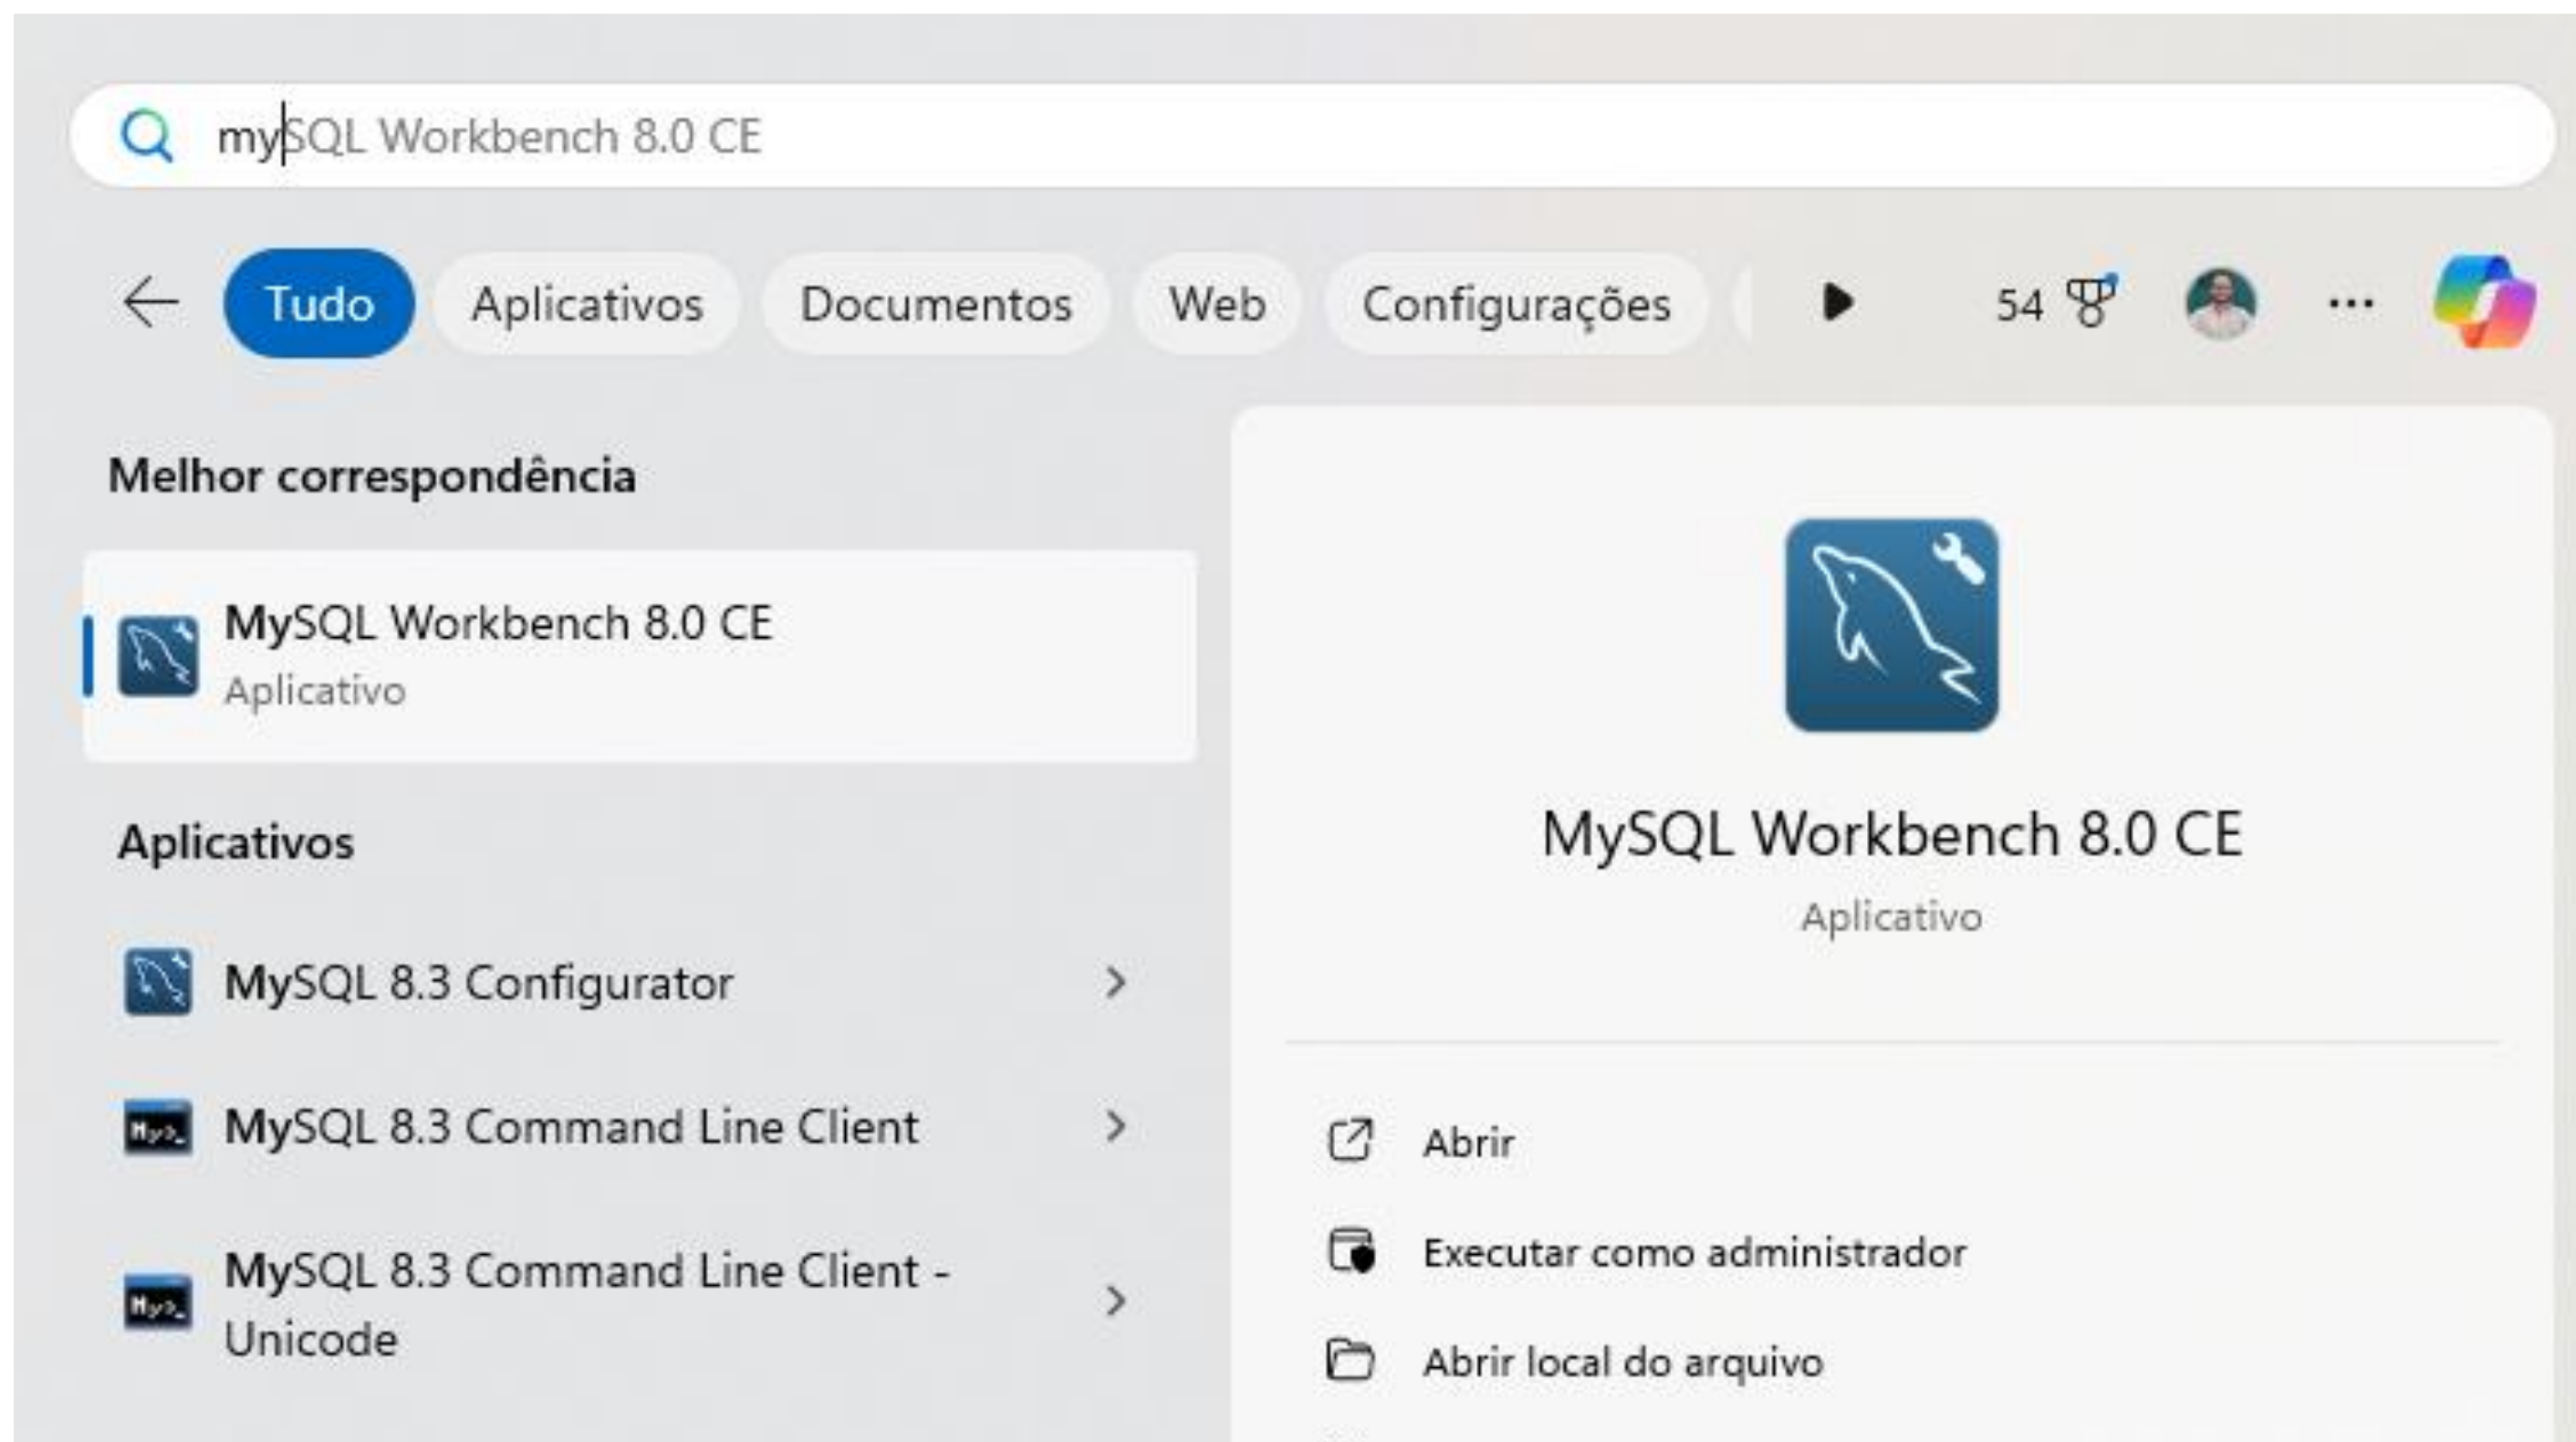 mySQL Workbench 8.0 CE
Tudo Aplicativos Documentos Web Configurações 54
Melhor correspondência
MySQL Workbench 8.0 CE
Aplicativo
Aplicativos
MySQL 8.3 Configurator
MySQL 8.3 Command Line Client
MySQL 8.3 Command Line Client -
Unicode
MySQL Workbench 8.0 CE
Aplicativo
Abrir
Executar como administrador
Abrir local do arquivo